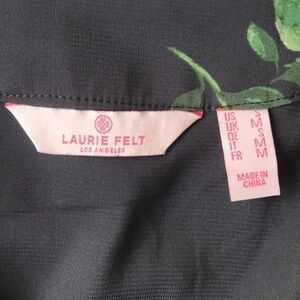 LAURIE FELT
LOS ANGELES
US S
UK M
DE S
IT M
FR M
MADE IN
CHINA